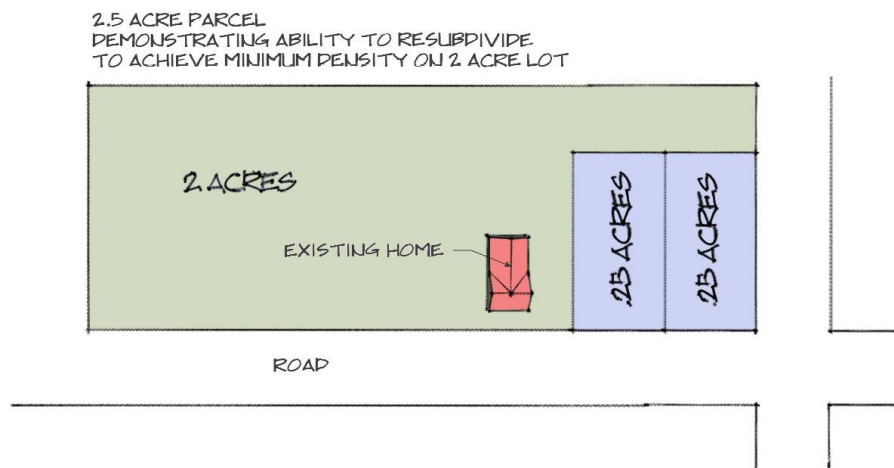 2.5 ACRE PARCEL
DEMONSTRATING ABILITY TO RESUBDIVIDE
TO ACHIEVE MINIMUM DENSITY ON 2 ACRE LOT
2 ACRES
EXISTING HOME
.25 ACRES
.25 ACRES
ROAD